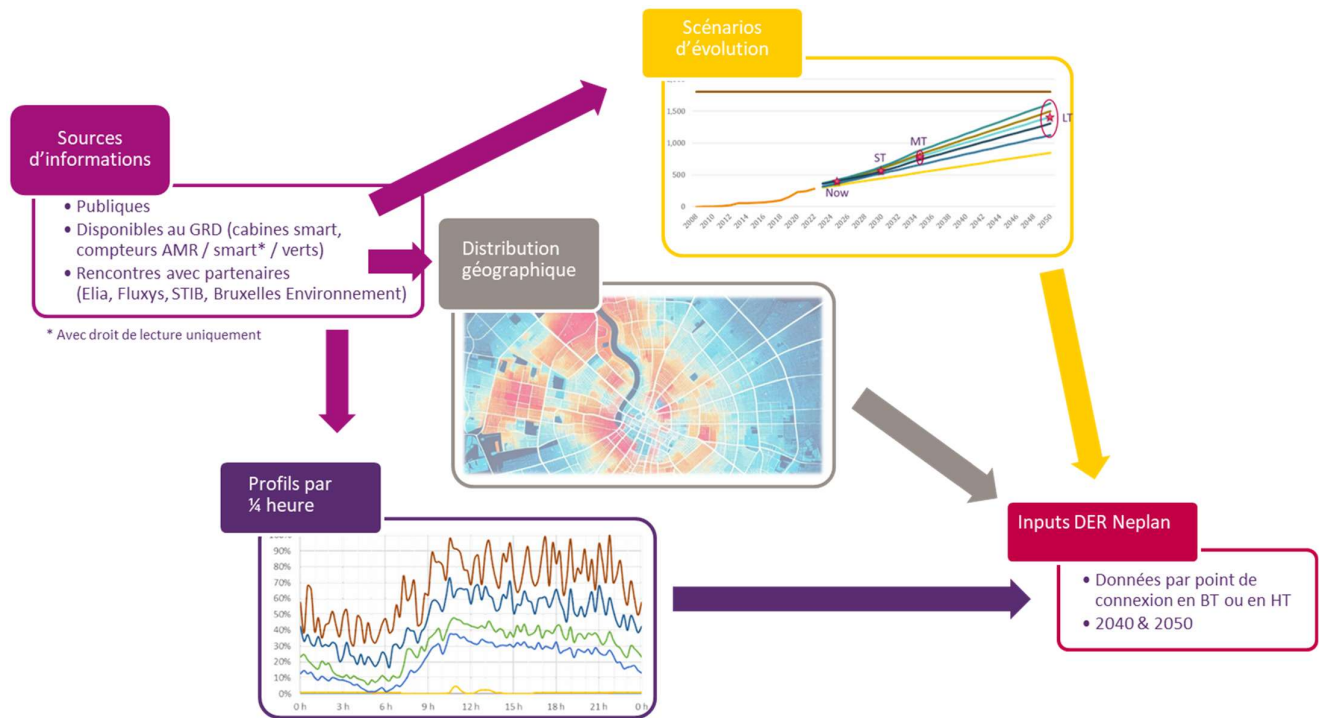 Scénarios
d'évolution
1,500
1,000
500
0
Now
ST
MT
LT
2008
2010
2012
2014
2016
2018
2020
2022
2024
2026
2028
2030
2032
2034
2036
2038
2040
2042
2044
2046
2048
2050
Sources
d'informations
• Publiques
• Disponibles au GRD (cabines smart,
compteurs AMR / smart* / verts)
• Rencontres avec partenaires
(Elia, Fluxys, STIB, Bruxelles Environnement)
* Avec droit de lecture uniquement
Distribution
géographique
Profils par
¼ heure
100%
90%
80%
70%
60%
50%
40%
30%
20%
10%
0%
0 h 3 h 6 h 9 h 12 h 15 h 18 h 21 h 0 h
Inputs DER Neplan
• Données par point de
connexion en BT ou en HT
• 2040 & 2050